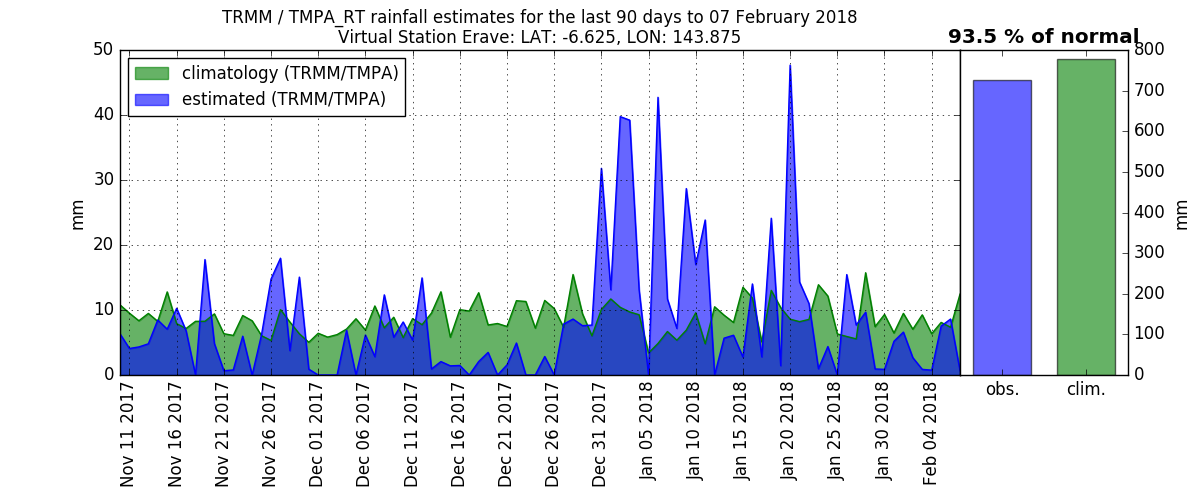 TRMM / TMPA_RT rainfall estimates for the last 90 days to 07 February 2018
Virtual Station Erave: LAT: -6.625, LON: 143.875
93.5 % of normal
climatology (TRMM/TMPA)
estimated (TRMM/TMPA)
50
40
30
20
10
0
mm
Nov 11 2017
Nov 16 2017
Nov 21 2017
Nov 26 2017
Dec 01 2017
Dec 06 2017
Dec 11 2017
Dec 16 2017
Dec 21 2017
Dec 26 2017
Dec 31 2017
Jan 05 2018
Jan 10 2018
Jan 15 2018
Jan 20 2018
Jan 25 2018
Jan 30 2018
Feb 04 2018
obs.
clim.
800
700
600
500
400
300
200
100
0
mm